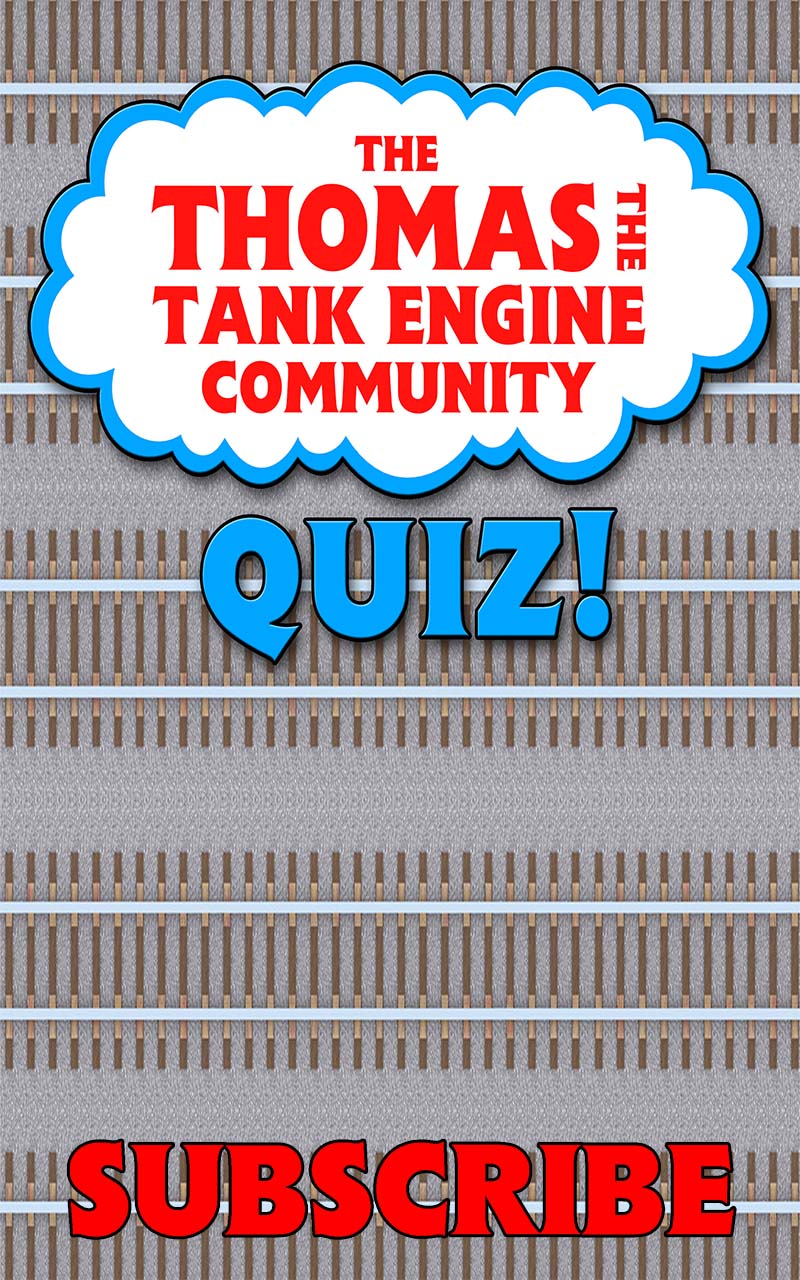 THE
THOMAS THE
TANK ENGINE
COMMUNITY
QUIZ!
SUBSCRIBE